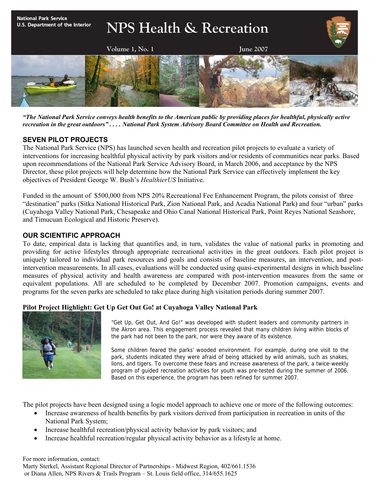 National Park Service
U.S. Department of the Interior
NPS Health & Recreation
Volume 1, No. 1 June 2007
"The National Park Service conveys health benefits to the American public by providing places for healthful, physically active
recreation in the great outdoors" . . . . National Park System Advisory Board Committee on Health and Recreation.
SEVEN PILOT PROJECTS
The National Park Service (NPS) has launched seven health and recreation pilot projects to evaluate a variety of
interventions for increasing healthful physical activity by park visitors and/or residents of communities near parks. Based
upon recommendations of the National Park Service Advisory Board, in March 2006, and acceptance by the NPS
Director, these pilot projects will help determine how the National Park Service can effectively implement the key
objectives of President George W. Bush's HealthierUS Initiative.
Funded in the amount of $500,000 from NPS 20% Recreational Fee Enhancement Program, the pilots consist of three
"destination" parks (Sitka National Historical Park, Zion National Park, and Acadia National Park) and four "urban" parks
(Cuyahoga Valley National Park, Chesapeake and Ohio Canal National Historical Park, Point Reyes National Seashore,
and Timucuan Ecological and Historic Preserve).
OUR SCIENTIFIC APPROACH
To date, empirical data is lacking that quantifies and, in turn, validates the value of national parks in promoting and
providing for active lifestyles through appropriate recreational activities in the great outdoors. Each pilot project is
uniquely tailored to individual park resources and goals and consists of baseline measures, an intervention, and post-
intervention measurements. In all cases, evaluations will be conducted using quasi-experimental designs in which baseline
measures of physical activity and health awareness are compared with post-intervention measures from the same or
equivalent populations. All are scheduled to be completed by December 2007. Promotion campaigns, events and
programs for the seven parks are scheduled to take place during high visitation periods during summer 2007.
Pilot Project Highlight: Get Up Get Out Go! at Cuyahoga Valley National Park
"Get Up, Get Out, And Go!" was developed with student leaders and community partners in
the Akron area. This engagement process revealed that many children living within blocks of
the park had not been to the park, nor were they aware of its existence.
Some children feared the parks' wooded environment. For example, during one visit to the
park, students indicated they were afraid of being attacked by wild animals, such as snakes,
lions, and tigers. To overcome these fears and increase awareness of the park, a twice-weekly
program of guided recreation activities for youth was pre-tested during the summer of 2006.
Based on this experience, the program has been refined for summer 2007.
The pilot projects have been designed using a logic model approach to achieve one or more of the following outcomes:
• Increase awareness of health benefits by park visitors derived from participation in recreation in units of the
National Park System;
• Increase healthful recreation/physical activity behavior by park visitors; and
• Increase healthful recreation/regular physical activity behavior as a lifestyle at home.
For more information, contact:
Marty Sterkel, Assistant Regional Director of Partnerships - Midwest Region, 402/661.1536
or Diana Allen, NPS Rivers & Trails Program – St. Louis field office, 314/655.1625